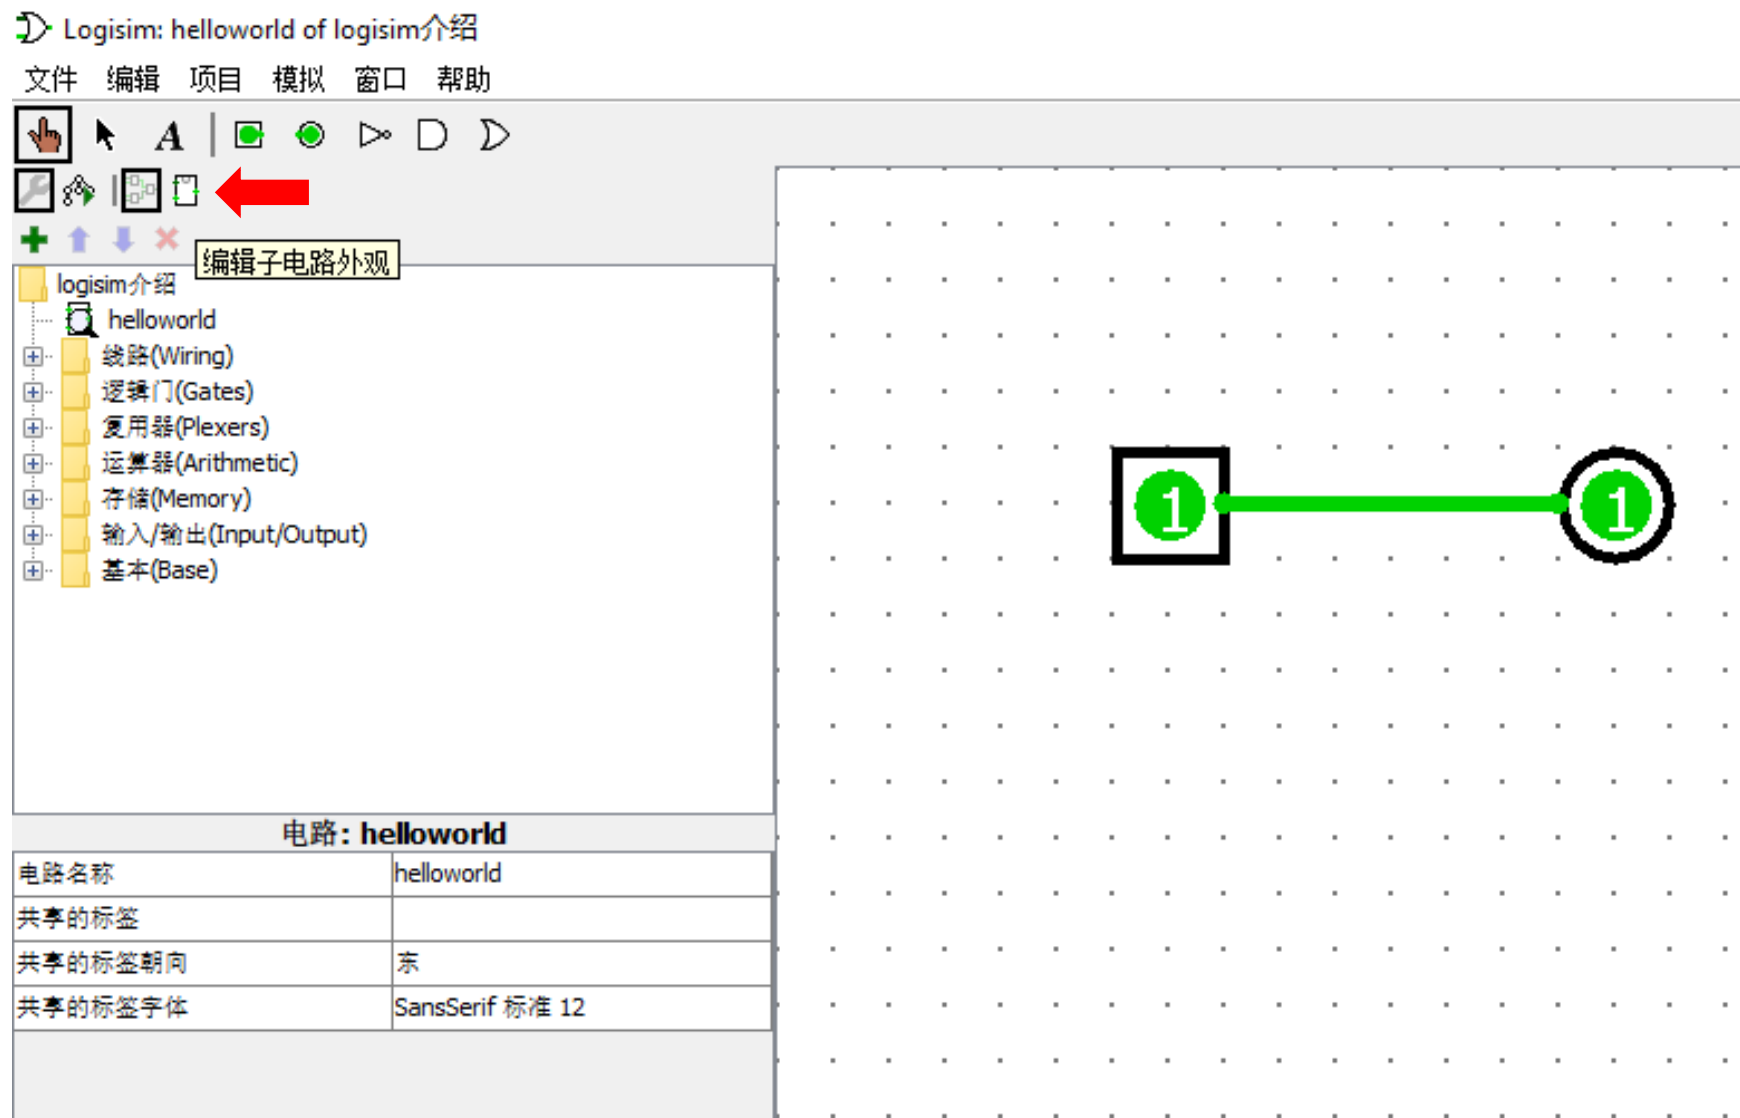 Logisim: helloworld of logisim介绍
文件 编辑 项目 模拟 窗口 帮助
A
编辑子电路外观
logisim介绍
helloworld
线路(Wiring)
逻辑门(Gates)
复用器(Plexers)
运算器(Arithmetic)
存储(Memory)
输入/输出(Input/Output)
基本(Base)
1 1
电路: helloworld
电路名称 helloworld
共享的标签
共享的标签朝向 东
共享的标签字体 SansSerif 标准 12